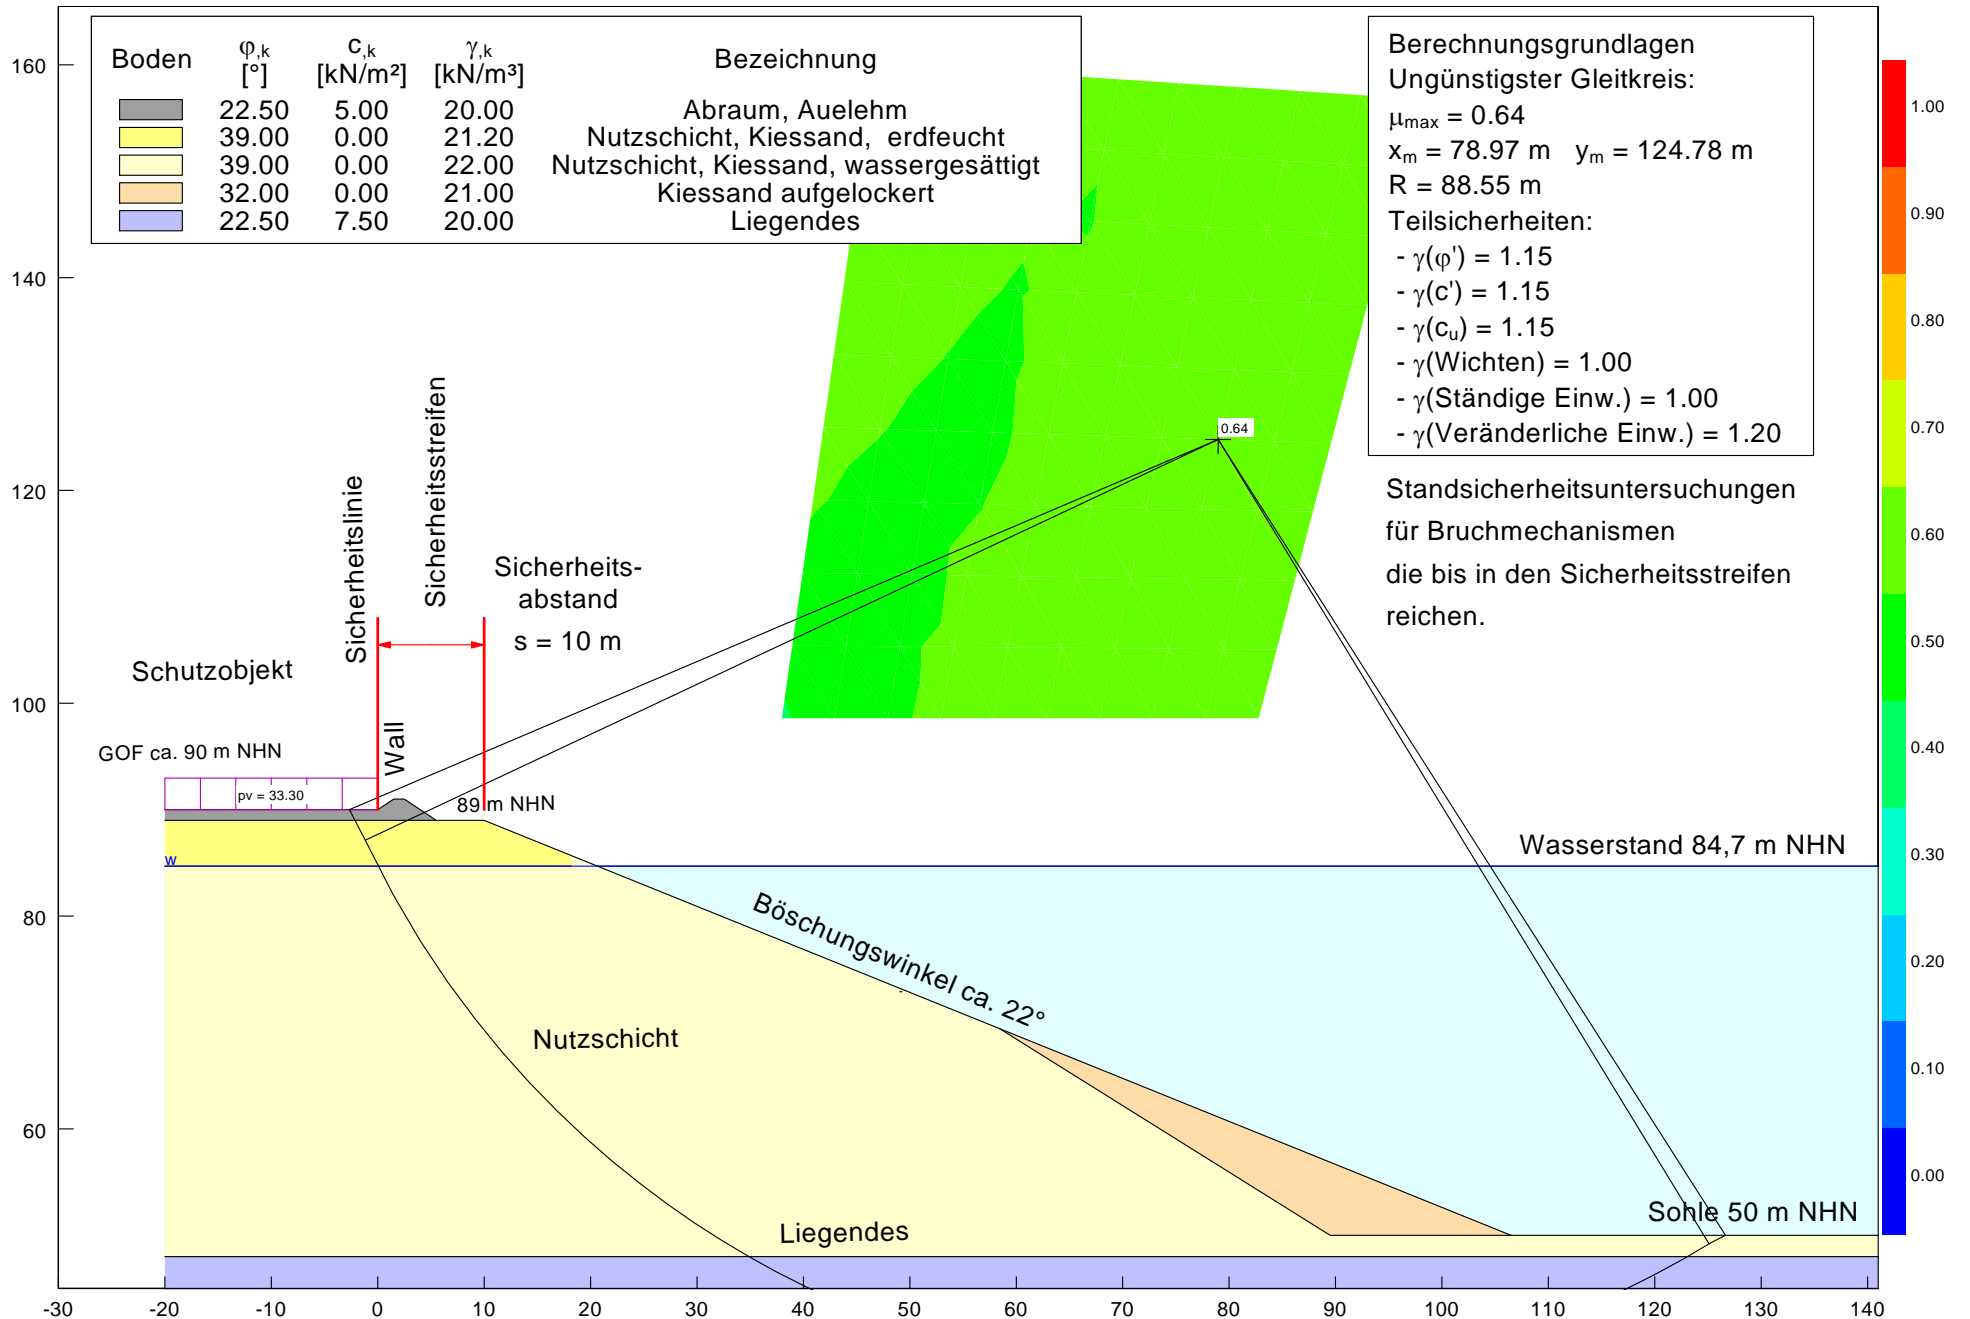 Boden φ,k c,k γ,k Bezeichnung
[°] [kN/m²] [kN/m³]
22.50 5.00 20.00 Abraum, Auelehm
39.00 0.00 21.20 Nutzschicht, Kiessand, erdfeucht
39.00 0.00 22.00 Nutzschicht, Kiessand, wassergesättigt
32.00 0.00 21.00 Kiessand aufgelockert
22.50 7.50 20.00 Liegendes
Berechnungsgrundlagen
Ungünstigster Gleitkreis:
μmax = 0.64
xm = 78.97 m ym = 124.78 m
R = 88.55 m
Teilsicherheiten:
- γ(φ') = 1.15
- γ(c') = 1.15
- γ(cu) = 1.15
- γ(Wichten) = 1.00
- γ(Ständige Einw.) = 1.00
- γ(Veränderliche Einw.) = 1.20
Standsicherheitsuntersuchungen
für Bruchmechanismen
die bis in den Sicherheitsstreifen
reichen.
0.64
Sicherheitslinie
Sicherheitsstreifen
Sicherheits-
abstand
s = 10 m
Schutzobjekt
Wall
GOF ca. 90 m NHN
pv = 33.30
89 m NHN
w
Wasserstand 84,7 m NHN
Böschungswinkel ca. 22°
Nutzschicht
Liegendes
Sohle 50 m NHN
160
140
120
100
80
60
-30 -20 -10 0 10 20 30 40 50 60 70 80 90 100 110 120 130 140
1.00
0.90
0.80
0.70
0.60
0.50
0.40
0.30
0.20
0.10
0.00